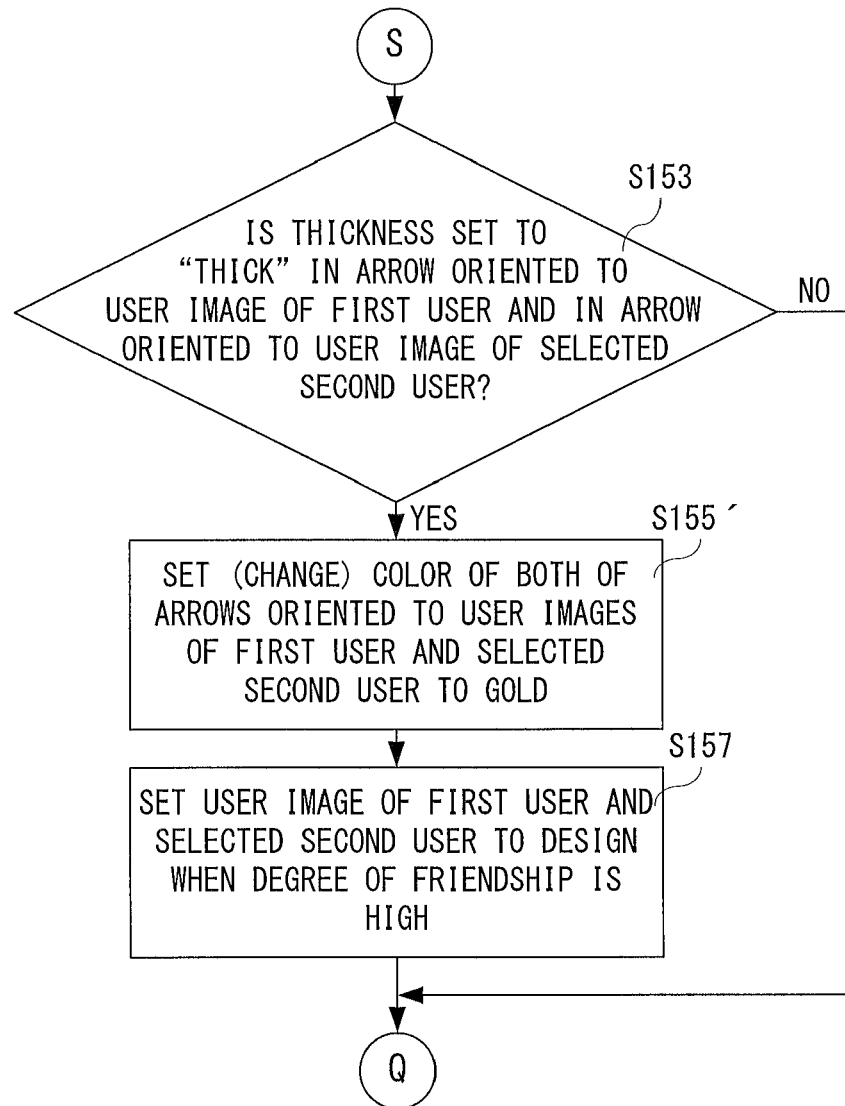 S
S153
IS THICKNESS SET TO
“THICK” IN ARROW ORIENTED TO
USER IMAGE OF FIRST USER AND IN ARROW
ORIENTED TO USER IMAGE OF SELECTED
SECOND USER?
NO
YES
S155´
SET (CHANGE) COLOR OF BOTH OF
ARROWS ORIENTED TO USER IMAGES
OF FIRST USER AND SELECTED
SECOND USER TO GOLD
S157
SET USER IMAGE OF FIRST USER AND
SELECTED SECOND USER TO DESIGN
WHEN DEGREE OF FRIENDSHIP IS
HIGH
Q